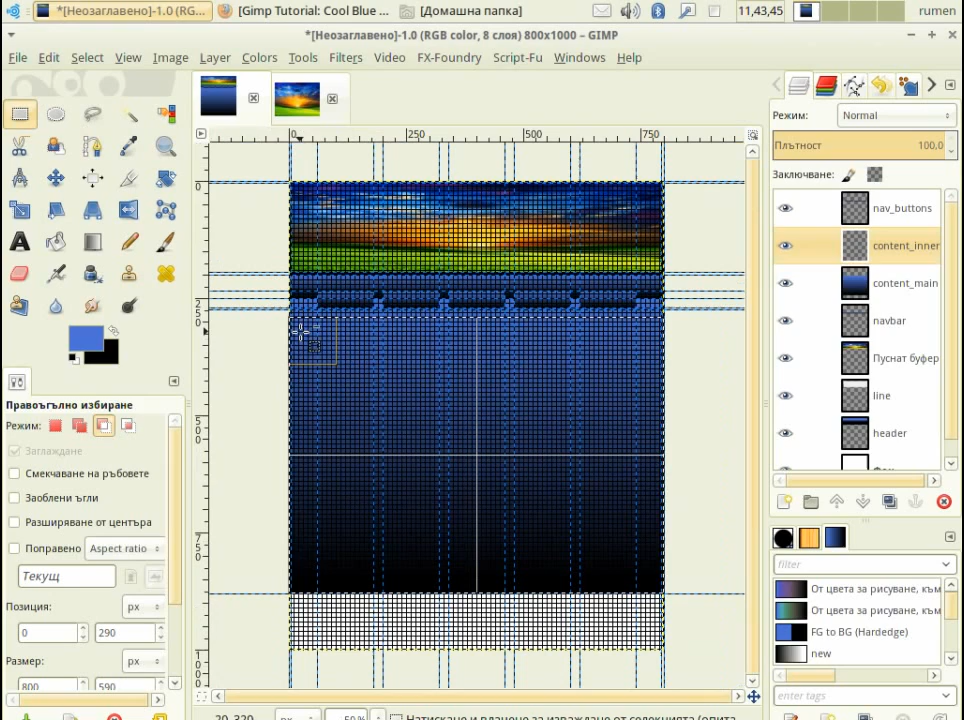 *[Неозаглавено]-1.0 (RG...
[Gimp Tutorial: Cool Blue ...
[Домашна папка]
11,43,45
rumen
*[Неозаглавено]-1.0 (RGB color, 8 слоя) 800x1000 – GIMP
File Edit Select View Image Layer Colors Tools Filters Video FX-Foundry Script-Fu Windows Help
Режим: Normal
Плътност 100,0
Заключване:
0 250 500 750
nav_buttons
content_inner
content_main
navbar
Пуснат буфер
line
header
Правоъгълно избиране
Режим:
Заглаждане
Смекчаване на ръбовете
Заоблени ъгли
Разширяване от центъра
Поправено Aspect ratio
Текущ
Позиция: px
0 290
Размер: px
800 590
filter
От цвета за рисуване, към
От цвета за рисуване, към
FG to BG (Hardedge)
new
enter tags
20, 320 px 50 % Натискане и влачене за изваждане от селекцията (опита